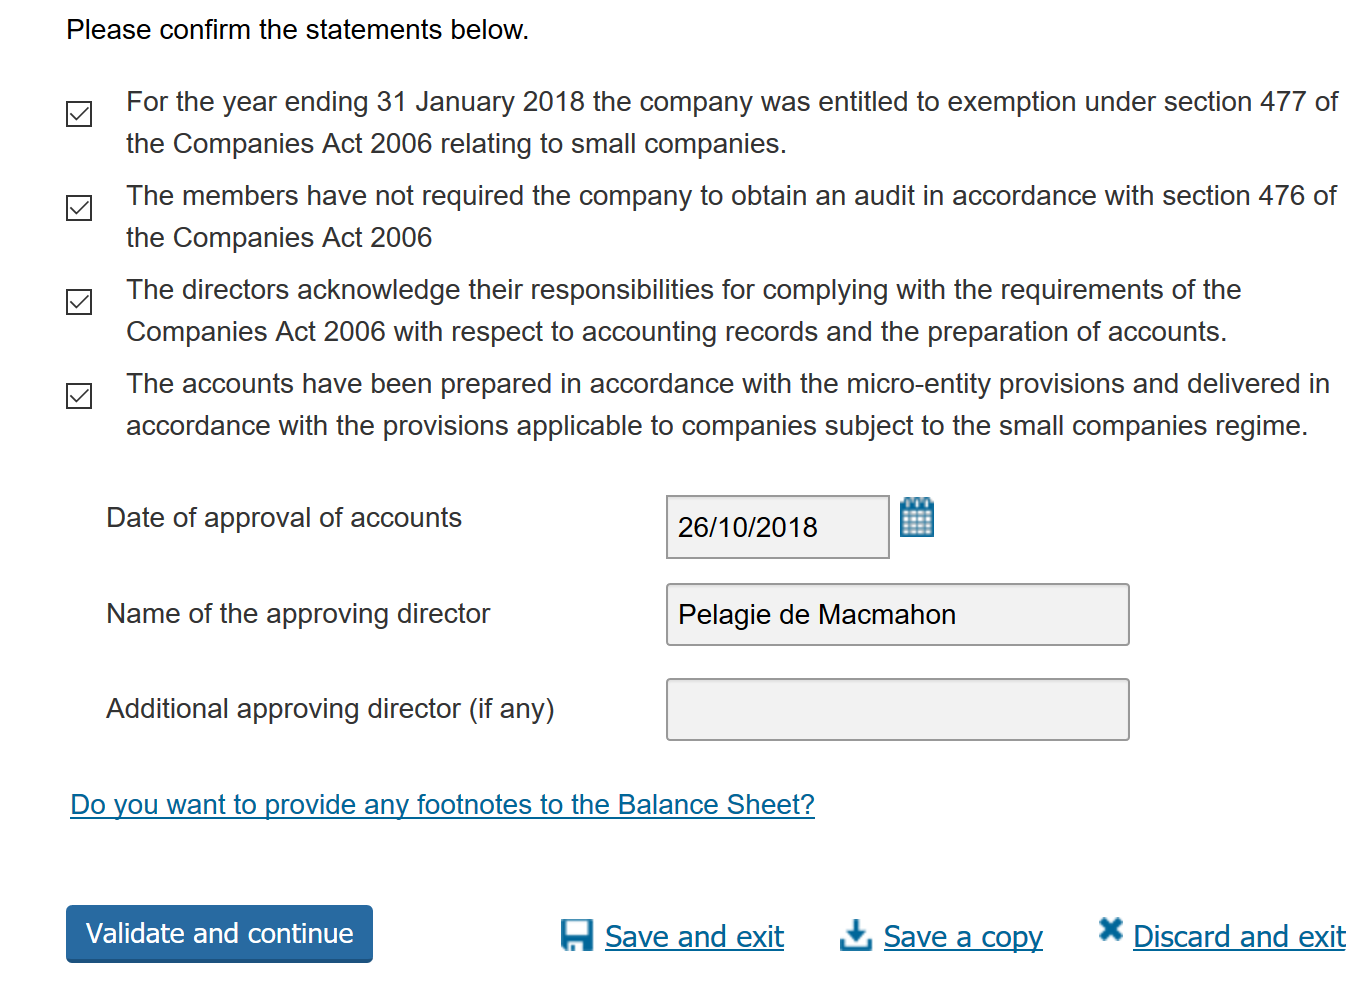 Please confirm the statements below.
For the year ending 31 January 2018 the company was entitled to exemption under section 477 of
the Companies Act 2006 relating to small companies.
The members have not required the company to obtain an audit in accordance with section 476 of
the Companies Act 2006
The directors acknowledge their responsibilities for complying with the requirements of the
Companies Act 2006 with respect to accounting records and the preparation of accounts.
The accounts have been prepared in accordance with the micro-entity provisions and delivered in
accordance with the provisions applicable to companies subject to the small companies regime.
Date of approval of accounts 26/10/2018
Name of the approving director Pelagie de Macmahon
Additional approving director (if any)
Do you want to provide any footnotes to the Balance Sheet?
Validate and continue Save and exit Save a copy Discard and exit